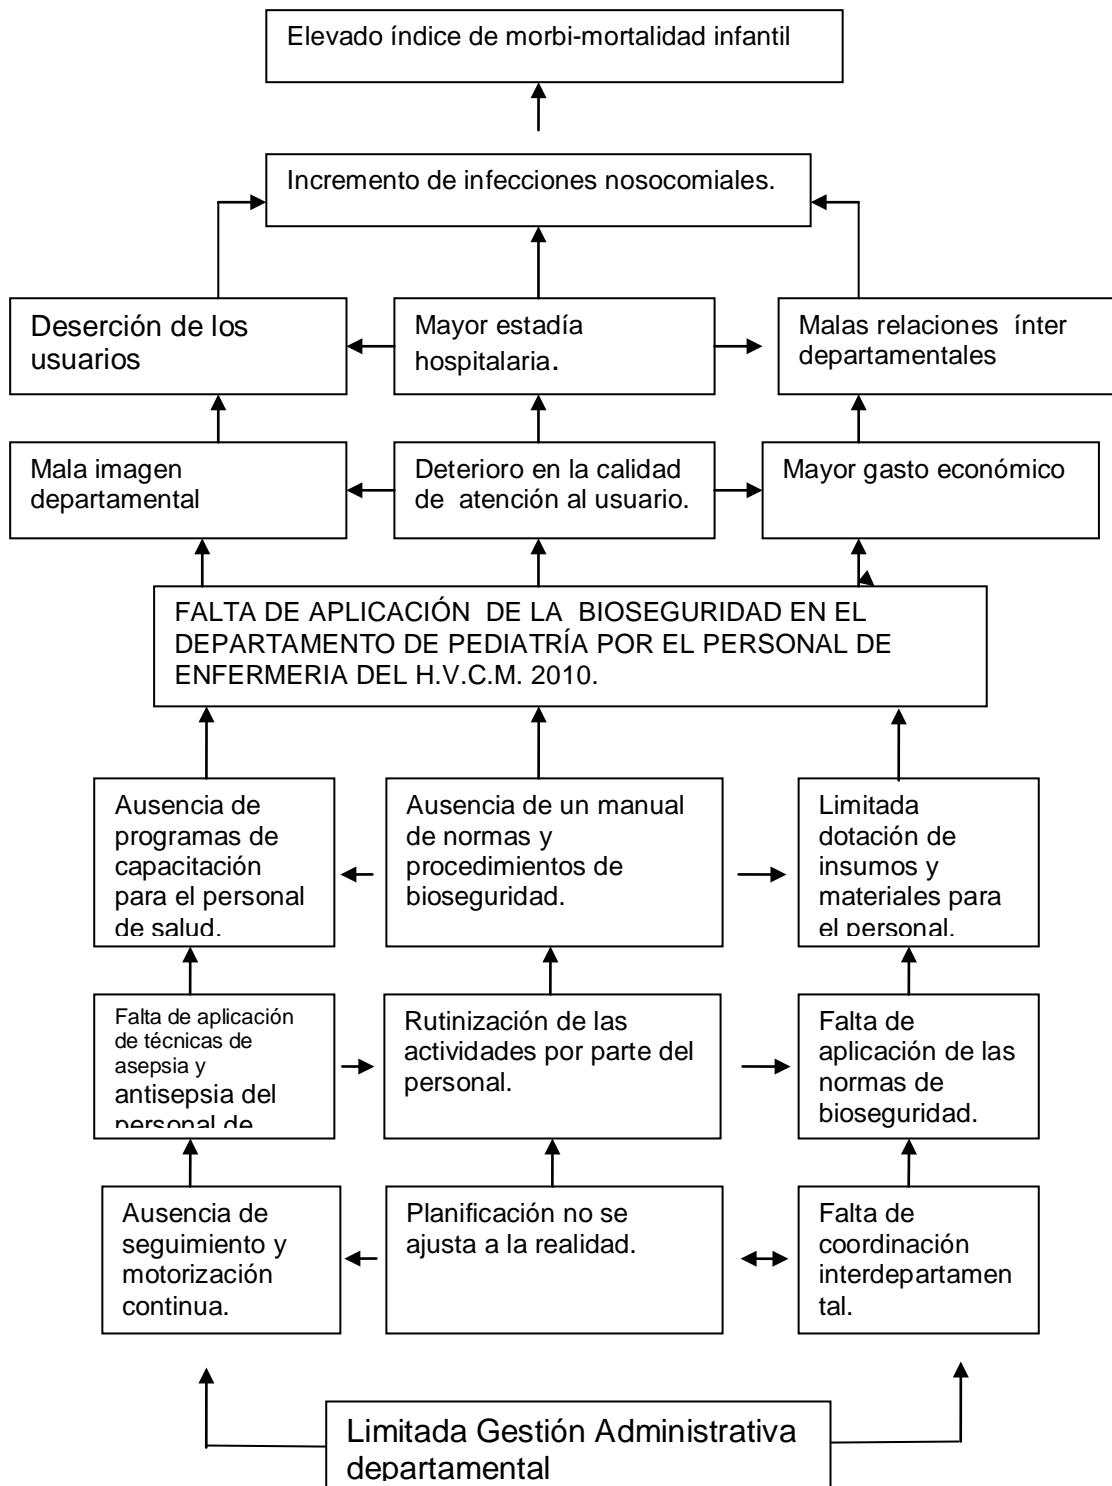 Elevado índice de morbi-mortalidad infantil
Incremento de infecciones nosocomiales.
Deserción de los
usuarios
Mayor estadía
hospitalaria.
Malas relaciones  ínter
departamentales
Mala imagen
departamental
Deterioro en la calidad
de  atención al usuario.
Mayor gasto económico
FALTA DE APLICACIÓN  DE LA  BIOSEGURIDAD EN EL
DEPARTAMENTO DE PEDIATRÍA POR EL PERSONAL DE
ENFERMERIA DEL H.V.C.M. 2010.
Ausencia de
programas de
capacitación
para el personal
de salud.
Ausencia de un manual
de normas y
procedimientos de
bioseguridad.
Limitada
dotación de
insumos y
materiales para
el personal.
Falta de aplicación
de técnicas de
asepsia y
antisepsia del
personal de
Rutinización de las
actividades por parte del
personal.
Falta de
aplicación de las
normas de
bioseguridad.
Ausencia de
seguimiento y
motorización
continua.
Planificación no se
ajusta a la realidad.
Falta de
coordinación
interdepartamen
tal.
Limitada Gestión Administrativa
departamental